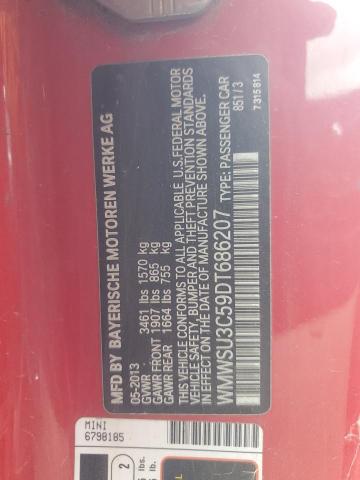 MFD BY BAYERISCHE MOTOREN WERKE AG
05-2013
GVWR 3461 lbs 1570 kg
GAWR FRONT 1907 lbs 865 kg
GAWR REAR 1664 lbs 755 kg
THIS VEHICLE CONFORMS TO ALL APPLICABLE U.S.FEDERAL MOTOR
VEHICLE SAFETY, BUMPER AND THEFT PREVENTION STANDARDS
IN EFFECT ON THE DATE OF MANUFACTURE SHOWN ABOVE.
WMWSU3C59DT686207 TYPE: PASSENGER CAR
851/3
7315814
MINI
6798185
2
lb.